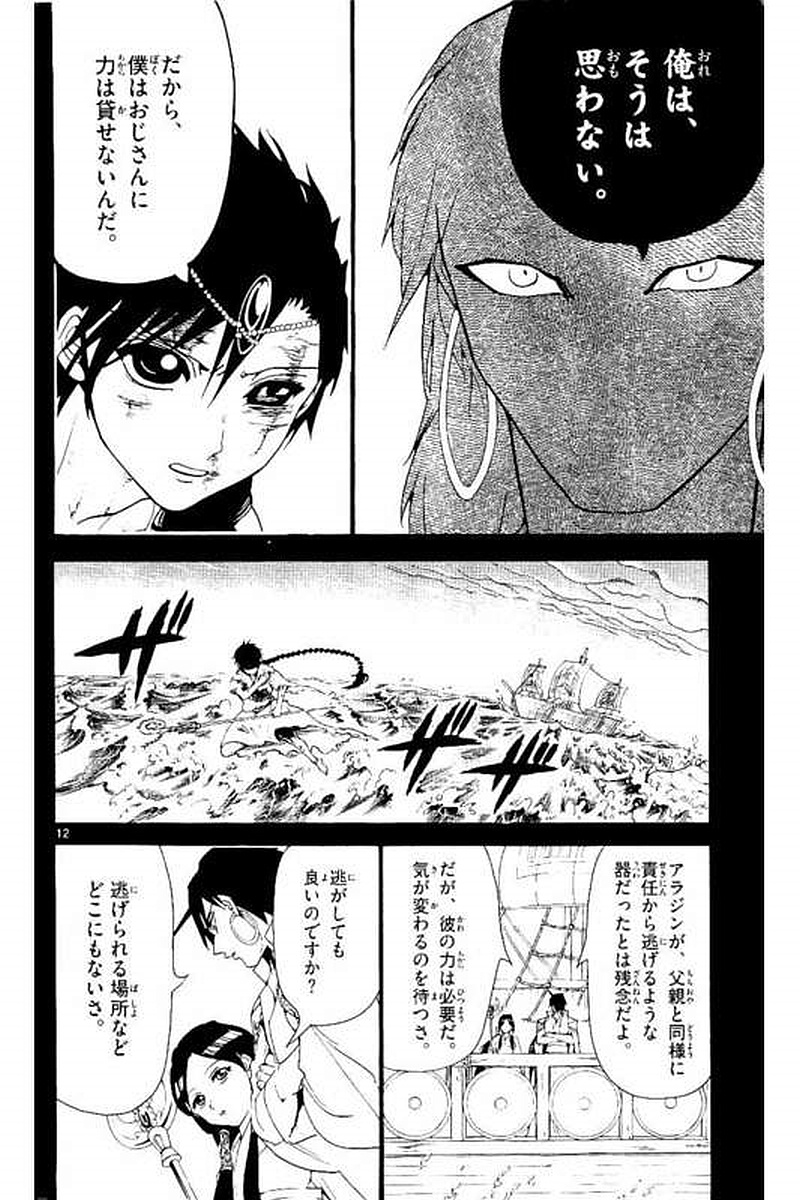 俺は、
そうは
思わない。
だから、
僕はおじさんに
力は貸せないんだ。
ザ
ザ
ザ
アラジンが、父親と同様に
責任から逃げるような
器だったとは残念だよ。
だが、彼の力は必要だ。
気が変わるのを待つさ。
逃がしても
良いのですか?
逃げられる場所など
どこにもないさ。
12